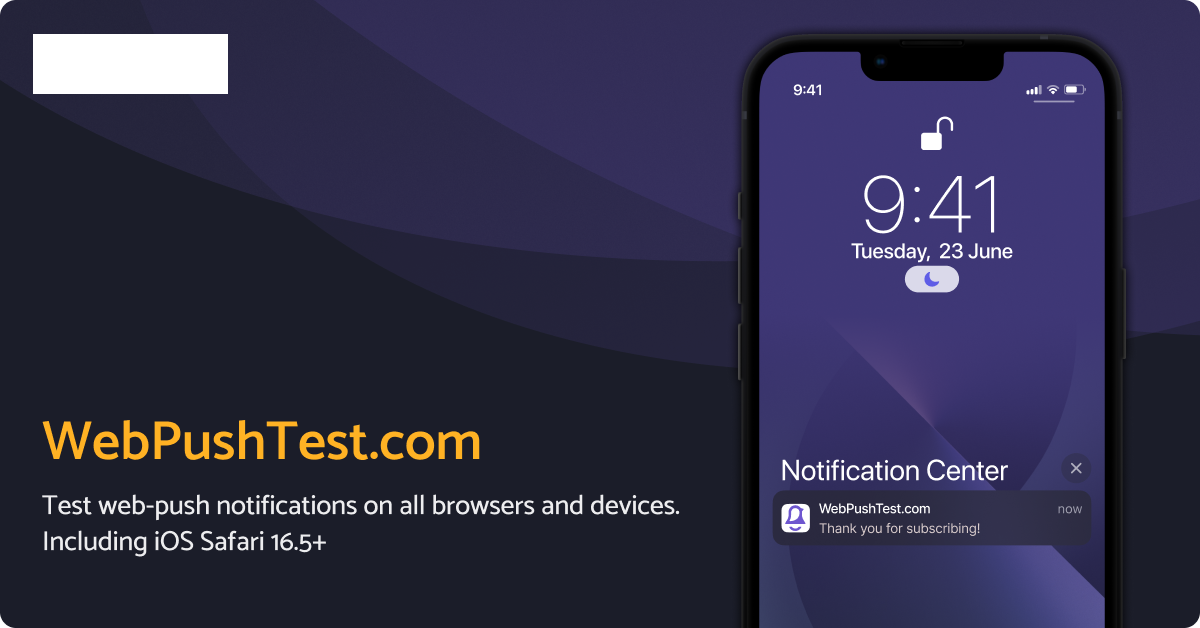 WebPushTest.com
Test web-push notifications on all browsers and devices.
Including iOS Safari 16.5+
9:41
9:41
Tuesday, 23 June
Notification Center
WebPushTest.com
now
Thank you for subscribing!